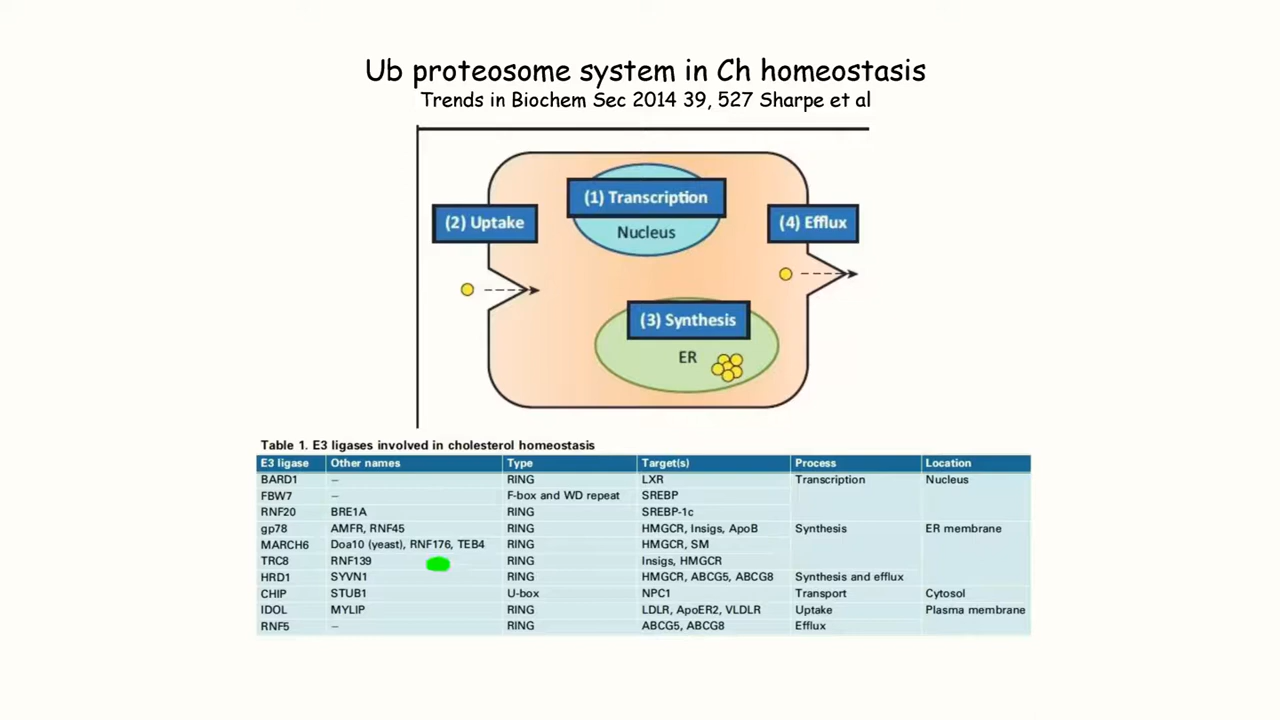 Ub proteosome system in Ch homeostasis
Trends in Biochem Sec 2014 39, 527 Sharpe et al
(1) Transcription
(2) Uptake
(4) Efflux
Nucleus
(3) Synthesis
ER
Table 1. E3 ligases involved in cholesterol homeostasis
E3 ligase Other names Type Target(s) Process Location
BARD1 – RING LXR Transcription Nucleus
FBW7 – F-box and WD repeat SREBP
RNF20 BRE1A RING SREBP-1c
gp78 AMFR, RNF45 RING HMGCR, Insigs, ApoB Synthesis ER membrane
MARCH6 Doa10 (yeast), RNF176, TEB4 RING HMGCR, SM
TRC8 RNF139 RING Insigs, HMGCR
HRD1 SYVN1 RING HMGCR, ABCG5, ABCG8 Synthesis and efflux
CHIP STUB1 U-box NPC1 Transport Cytosol
IDOL MYLIP RING LDLR, ApoER2, VLDLR Uptake Plasma membrane
RNF5 – RING ABCG5, ABCG8 Efflux